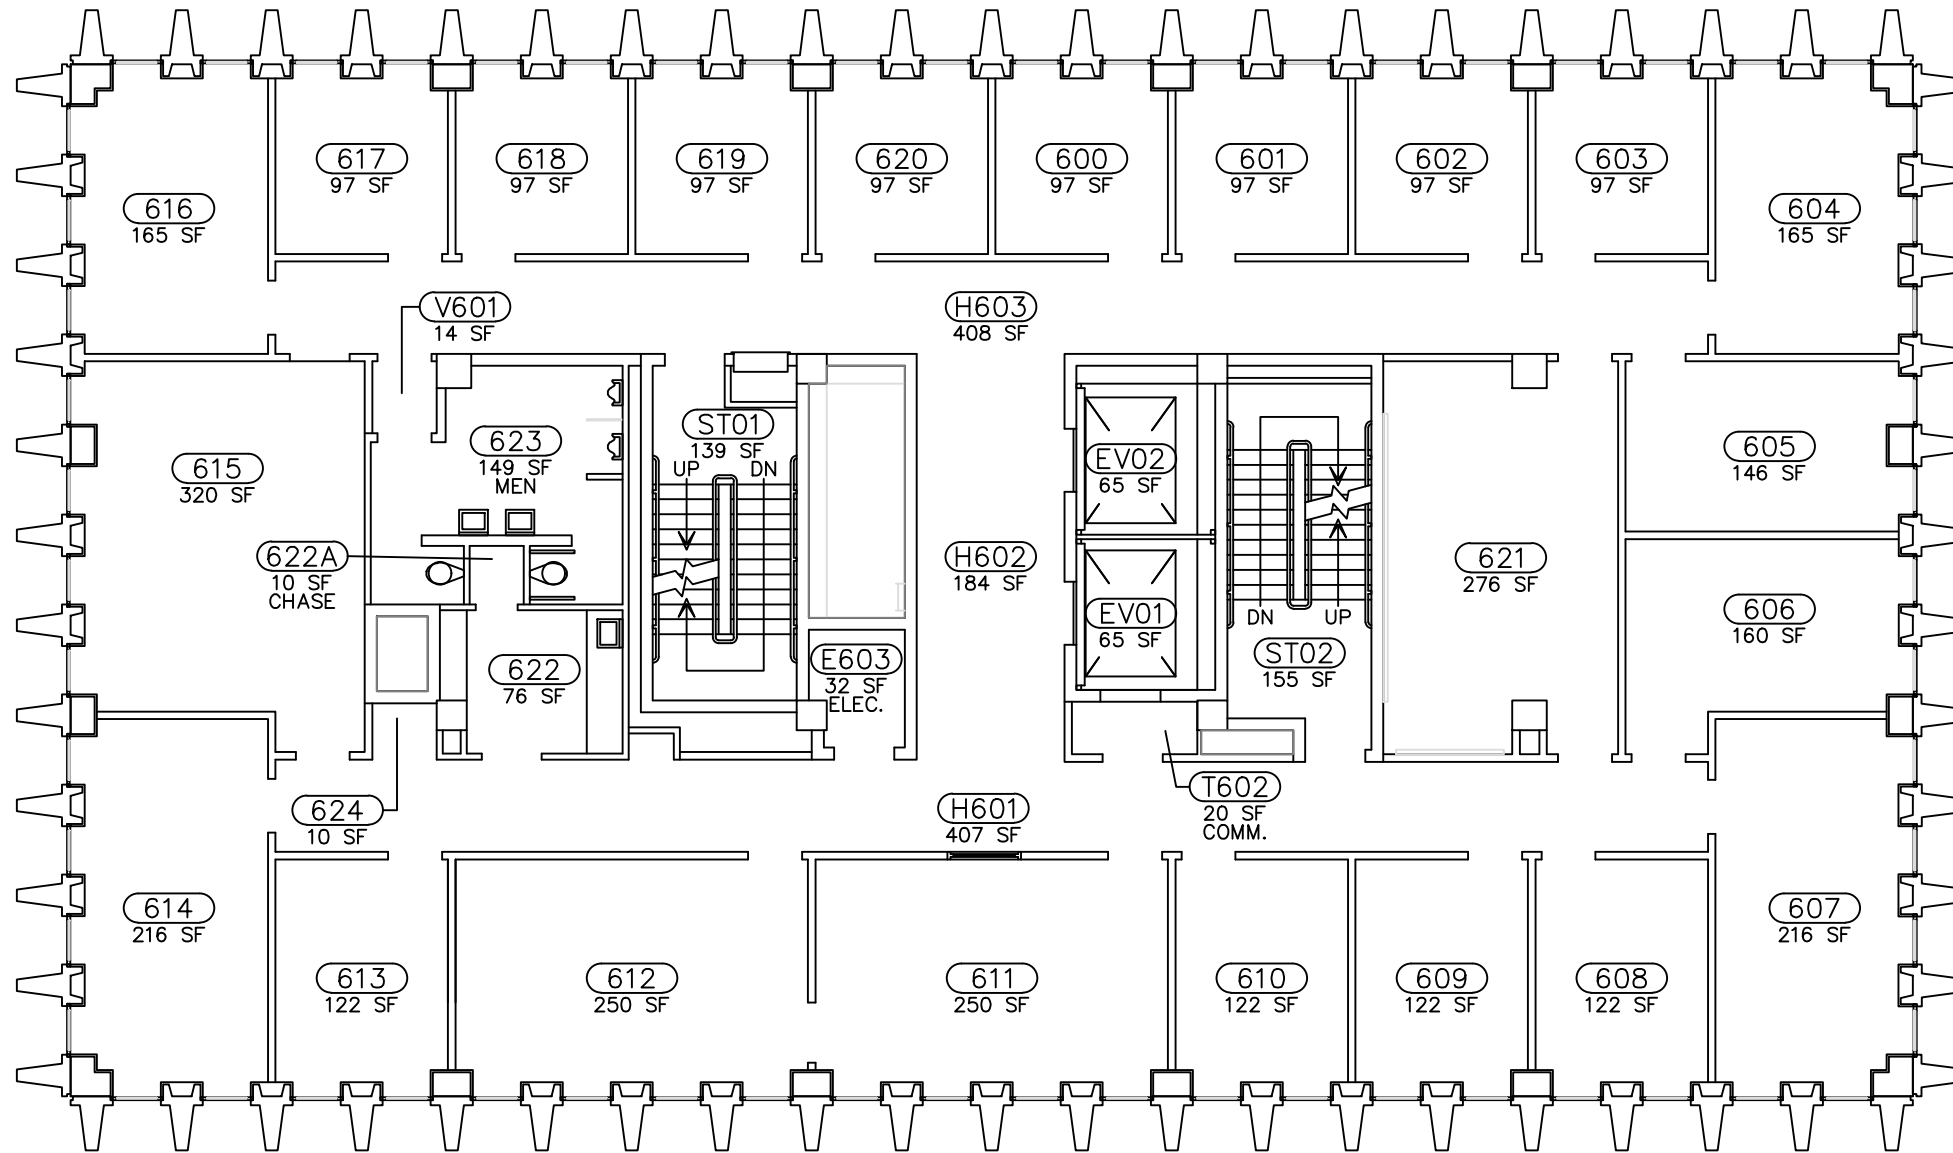 617
97 SF
618
97 SF
619
97 SF
620
97 SF
600
97 SF
601
97 SF
602
97 SF
603
97 SF
616
165 SF
604
165 SF
V601
14 SF
H603
408 SF
615
320 SF
623
149 SF
MEN
ST01
139 SF
UP
DN
EV02
65 SF
605
146 SF
622A
10 SF
CHASE
H602
184 SF
621
276 SF
EV01
65 SF
DN
UP
606
160 SF
622
76 SF
E603
32 SF
ELEC.
ST02
155 SF
624
10 SF
H601
407 SF
T602
20 SF
COMM.
614
216 SF
607
216 SF
613
122 SF
612
250 SF
611
250 SF
610
122 SF
609
122 SF
608
122 SF